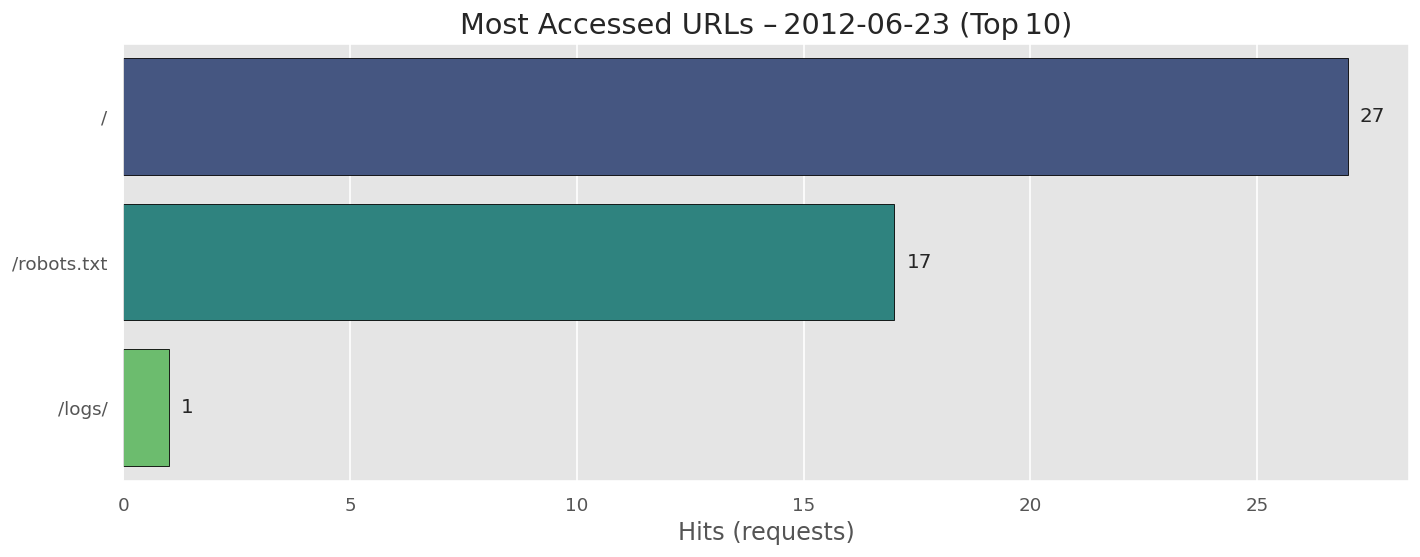 Most Accessed URLs – 2012-06-23 (Top 10)
/
27
/robots.txt
17
/logs/
1
0 5 10 15 20 25
Hits (requests)